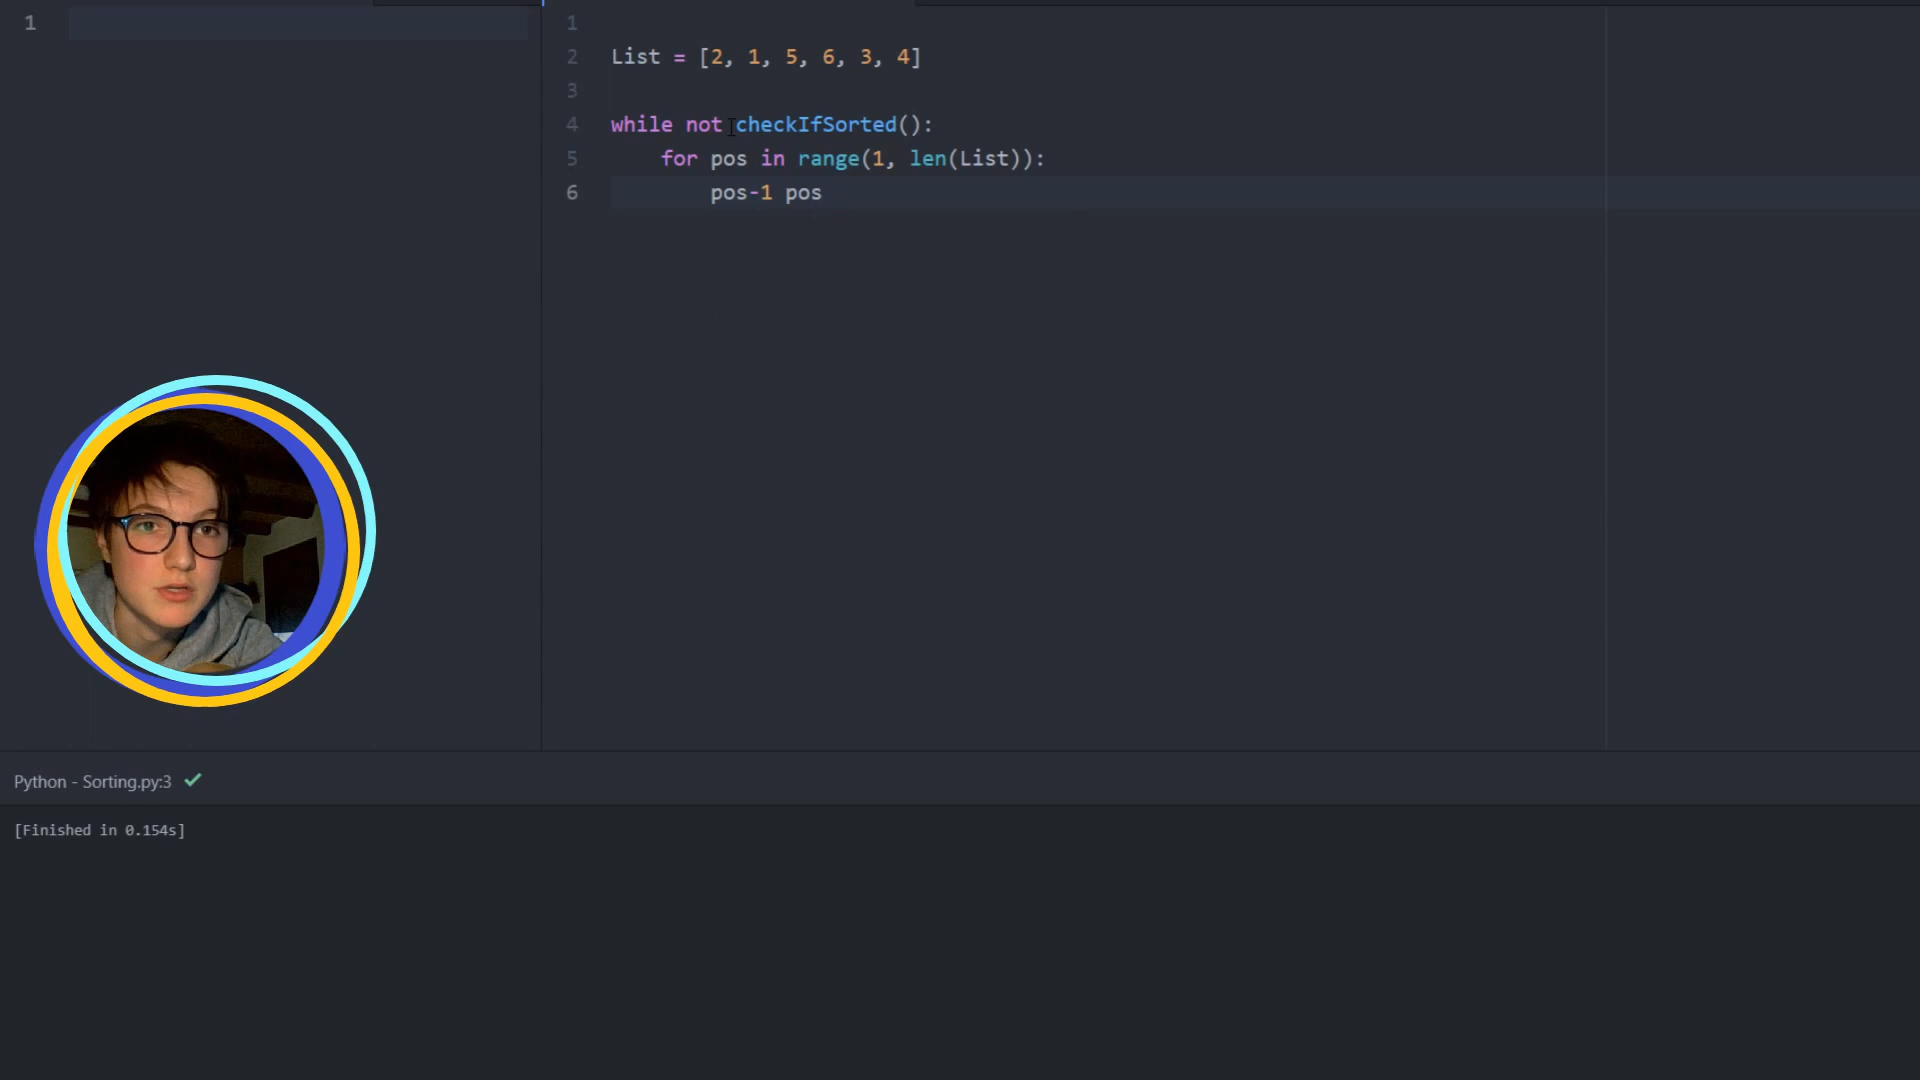 1
1
2 List = [2, 1, 5, 6, 3, 4]
3
4 while not checkIfSorted():
5 for pos in range(1, len(List)):
6 pos-1 pos
Python - Sorting.py:3
[Finished in 0.154s]